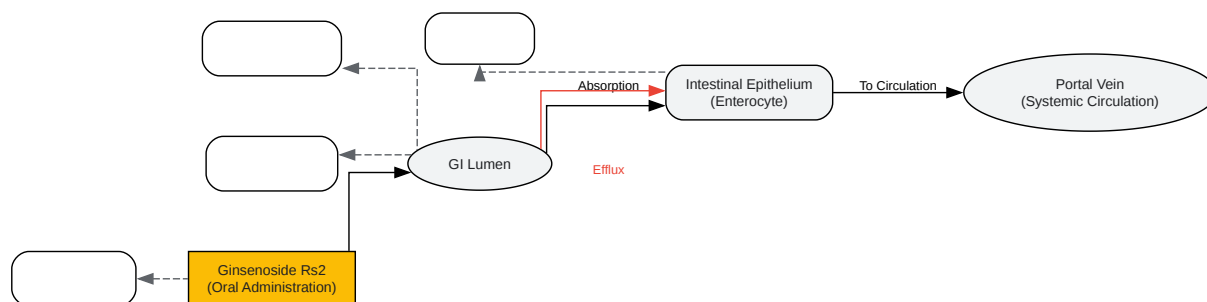 Intestinal Epithelium
(Enterocyte)
Absorption
To Circulation
Portal Vein
(Systemic Circulation)
GI Lumen
Efflux
Ginsenoside Rs2
(Oral Administration)